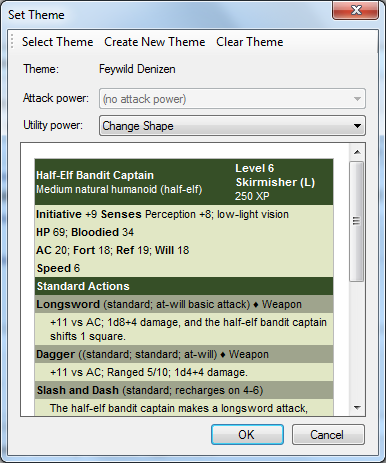 Set Theme
Select Theme Create New Theme Clear Theme
Theme: Feywild Denizen
Attack power: (no attack power)
Utility power: Change Shape
Half-Elf Bandit Captain Level 6
Medium natural humanoid (half-elf) Skirmisher (L)
250 XP
Initiative +9 Senses Perception +8; low-light vision
HP 69; Bloodied 34
AC 20; Fort 18; Ref 19; Will 18
Speed 6
Standard Actions
Longsword (standard; at-will basic attack) ♦ Weapon
+11 vs AC; 1d8+4 damage, and the half-elf bandit captain
shifts 1 square.
Dagger ((standard; standard; at-will) ♦ Weapon
+11 vs AC; Ranged 5/10; 1d4+4 damage.
Slash and Dash (standard; recharges on 4-6)
The half-elf bandit captain makes a longsword attack,
OK Cancel